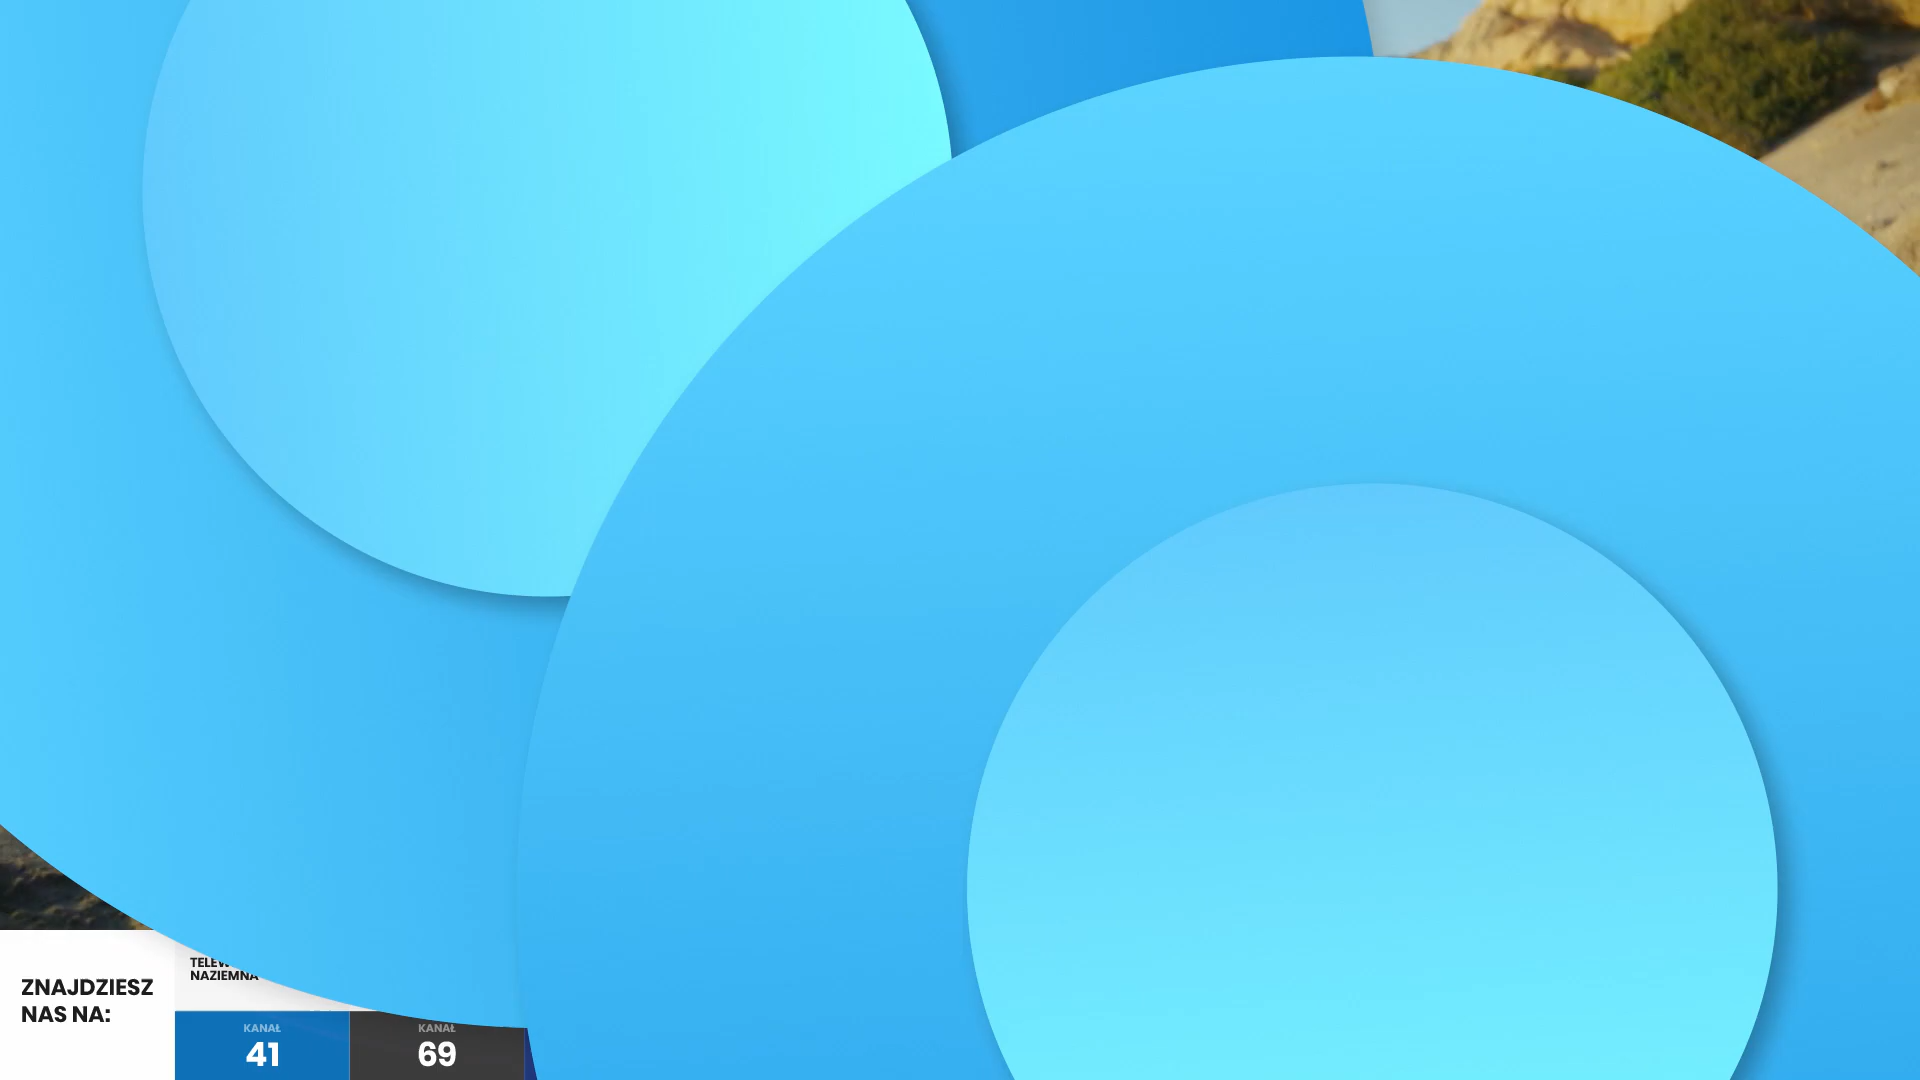 ZNAJDZIESZ
NAS NA:
NAZIEMNA
KANAŁ
41
KANAŁ
69